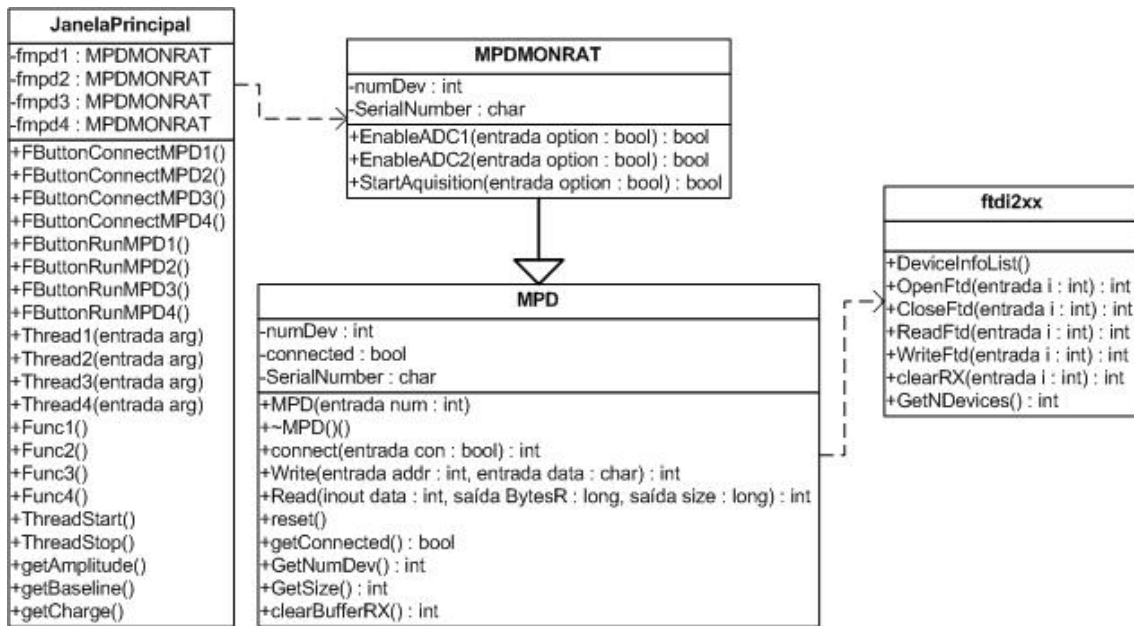 JanelaPrincipal
-fmpd1 : MPDMONRAT
-fmpd2 : MPDMONRAT
-fmpd3 : MPDMONRAT
-fmpd4 : MPDMONRAT
+FButtonConnectMPD1()
+FButtonConnectMPD2()
+FButtonConnectMPD3()
+FButtonConnectMPD4()
+FButtonRunMPD1()
+FButtonRunMPD2()
+FButtonRunMPD3()
+FButtonRunMPD4()
+Thread1(entrada arg)
+Thread2(entrada arg)
+Thread3(entrada arg)
+Thread4(entrada arg)
+Func1()
+Func2()
+Func3()
+Func4()
+ThreadStart()
+ThreadStop()
+getAmplitude()
+getBaseline()
+getCharge()
MPDMONRAT
-numDev : int
-SerialNumber : char
+EnableADC1(entrada option : bool) : bool
+EnableADC2(entrada option : bool) : bool
+StartAquisition(entrada option : bool) : bool
MPD
-numDev : int
-connected : bool
-SerialNumber : char
+MPD(entrada num : int)
+~MPD()()
+connect(entrada con : bool) : int
+Write(entrada addr : int, entrada data : char) : int
+Read(inout data : int, saída BytesR : long, saída size : long) : int
+reset()
+getConnected() : bool
+GetNumDev() : int
+GetSize() : int
+clearBufferRX() : int
ftdi2xx
+DeviceInfoList()
+OpenFtd(entrada i : int) : int
+CloseFtd(entrada i : int) : int
+ReadFtd(entrada i : int) : int
+WriteFtd(entrada i : int) : int
+clearRX(entrada i : int) : int
+GetNDevices() : int